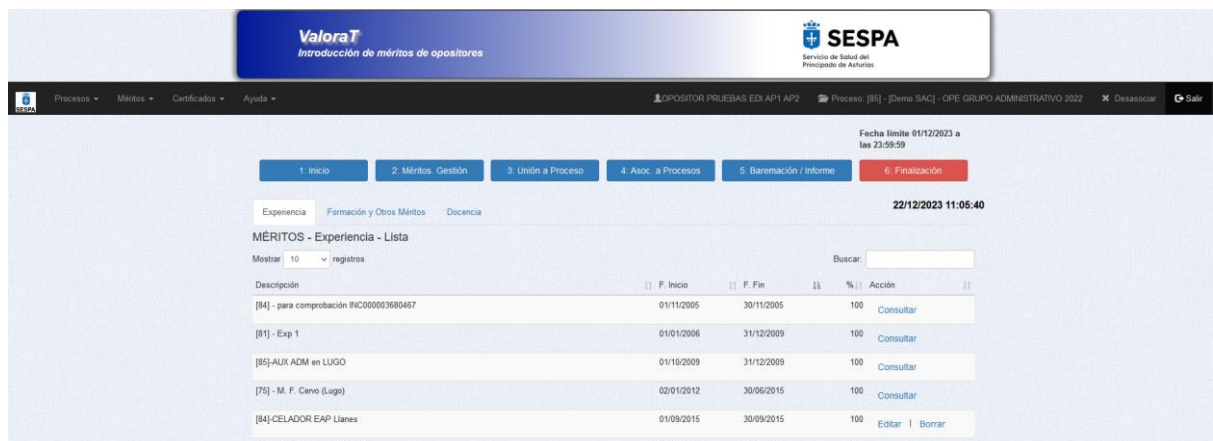 ValoraT
Introducción de méritos de opositores
SESPA
Servicio de Salud del
Principado de Asturias
SESPA Procesos Méritos Certificados Ayuda OPOSITOR PRUEBAS EDI AP1 AP2 Proceso: [85] - [Demo SAC] - OPE GRUPO ADMINISTRATIVO 2022 Desasociar Salir
Fecha límite 01/12/2023 a
las 23:59:59
1: Inicio 2: Méritos. Gestión 3: Unión a Proceso 4: Asoc. a Procesos 5: Baremación / Informe 6: Finalización
Experiencia Formación y Otros Méritos Docencia 22/12/2023 11:05:40
MÉRITOS - Experiencia - Lista
Mostrar 10 registros Buscar:
Descripción F. Inicio F. Fin % Acción
[84] - para comprobación INC000003680467 01/11/2005 30/11/2005 100 Consultar
[81] - Exp 1 01/01/2006 31/12/2009 100 Consultar
[85]-AUX ADM en LUGO 01/10/2009 31/12/2009 100 Consultar
[75] - M. F. Cervo (Lugo) 02/01/2012 30/06/2015 100 Consultar
[84]-CELADOR EAP Llanes 01/09/2015 30/09/2015 100 Editar | Borrar